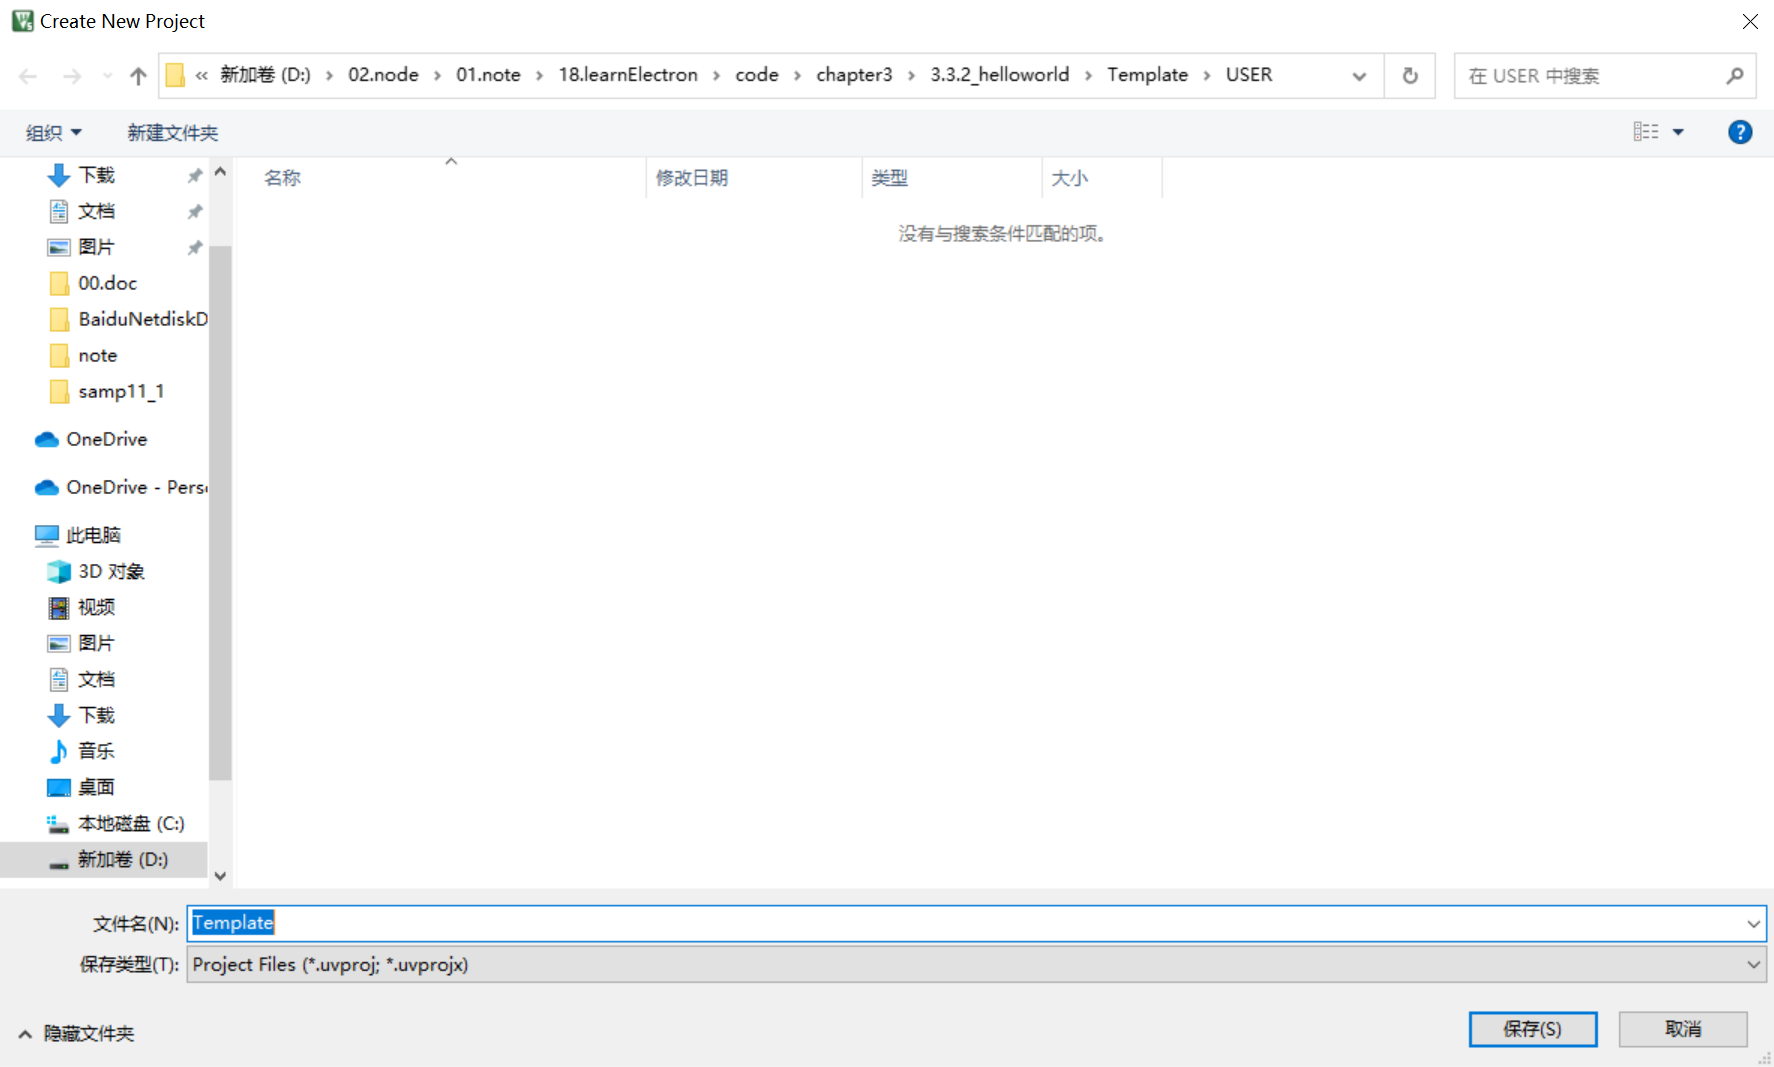 Create New Project
« 新加卷 (D:) › 02.node › 01.note › 18.learnElectron › code › chapter3 › 3.3.2_helloworld › Template › USER
在 USER 中搜索
组织 新建文件夹
名称 修改日期 类型 大小
没有与搜索条件匹配的项。
下载
文档
图片
00.doc
BaiduNetdiskD
note
samp11_1
OneDrive
OneDrive - Pers
此电脑
3D 对象
视频
图片
文档
下载
音乐
桌面
本地磁盘 (C:)
新加卷 (D:)
文件名(N): Template
保存类型(T): Project Files (*.uvproj; *.uvprojx)
隐藏文件夹
保存(S) 取消